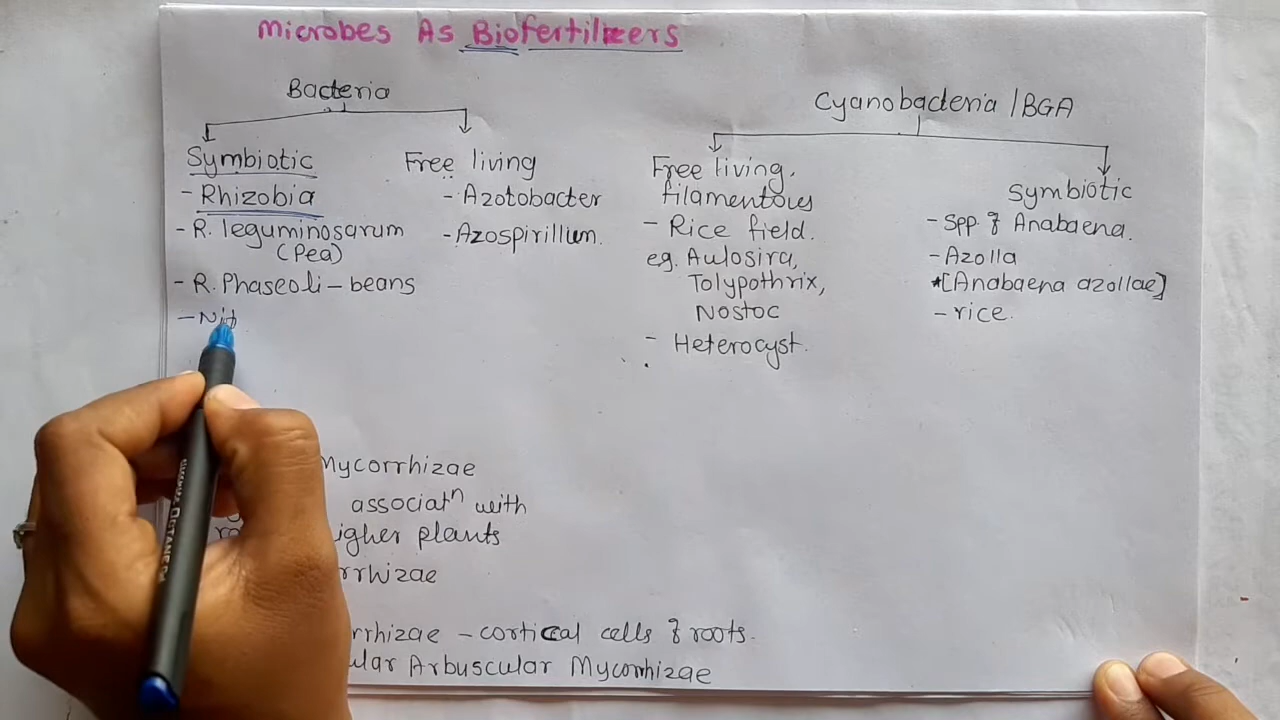 Microbes As Biofertilizers
Bacteria
Symbiotic
- Rhizobia
- R. leguminosarum
(Pea)
- R. Phaseoli - beans
- Nit
Free living
- Azotobacter
- Azospirillum.
Cyanobacteria / BGA
Free living,
filamentous
- Rice field.
eg. Aulosira,
Tolypothrix,
Nostoc
- Heterocyst.
Symbiotic
- Spp. of Anabaena.
- Azolla
*[Anabaena azollae]
- rice.
Mycorrhizae
associatn with
igher plants
rrhizae
rrhizae - cortical cells of roots.
ular Arbuscular Mycorrhizae